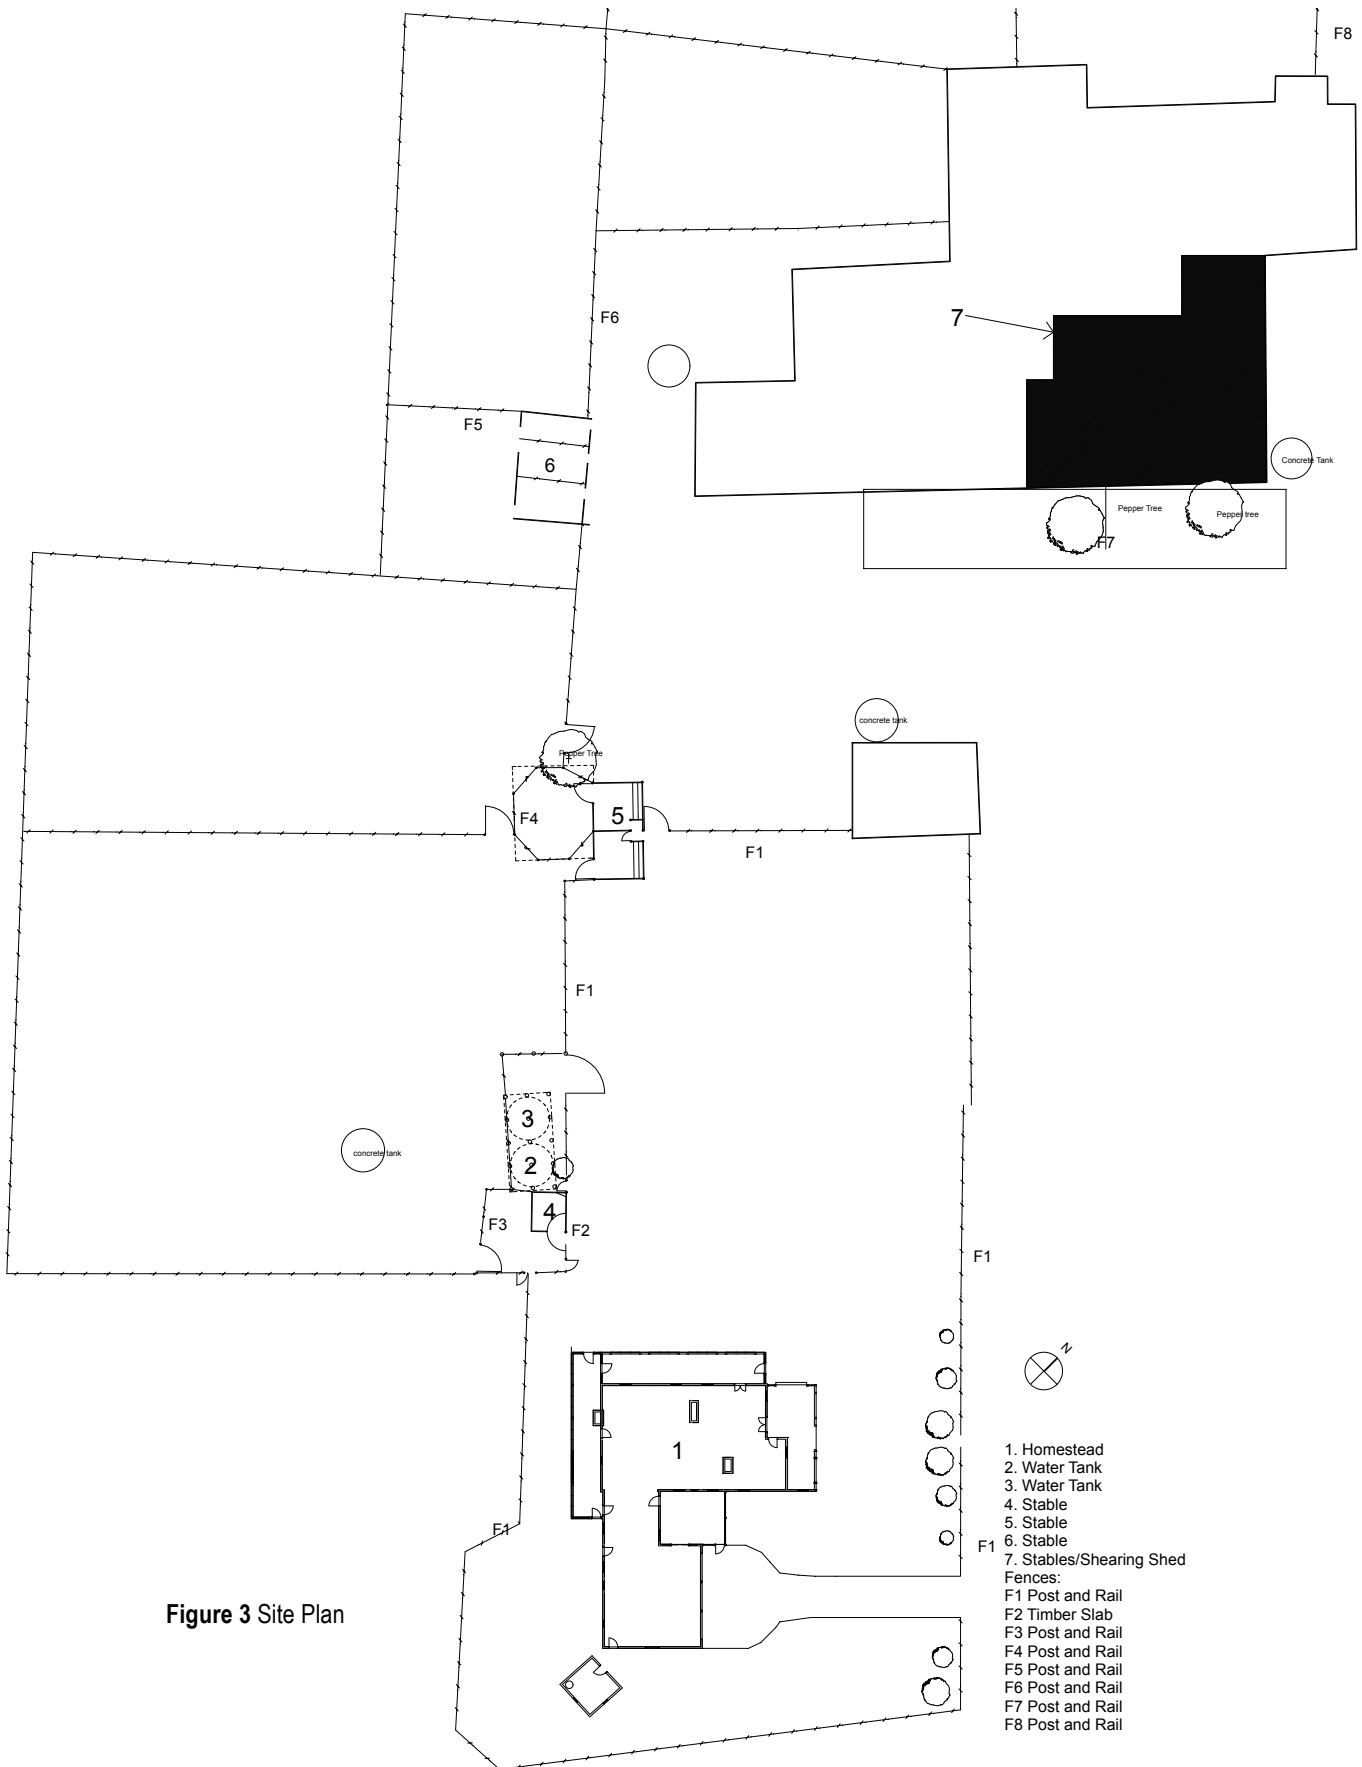 F8
F6
7
F5
6
Concrete Tank
Pepper Tree
Pepper tree
F7
concrete tank
Pepper Tree
F4
5
F1
F1
3
concrete tank
2
4
F3
F2
F1
N
1
F1
F1
1. Homestead
2. Water Tank
3. Water Tank
4. Stable
5. Stable
6. Stable
7. Stables/Shearing Shed
Fences:
F1 Post and Rail
F2 Timber Slab
F3 Post and Rail
F4 Post and Rail
F5 Post and Rail
F6 Post and Rail
F7 Post and Rail
F8 Post and Rail
Figure 3 Site Plan